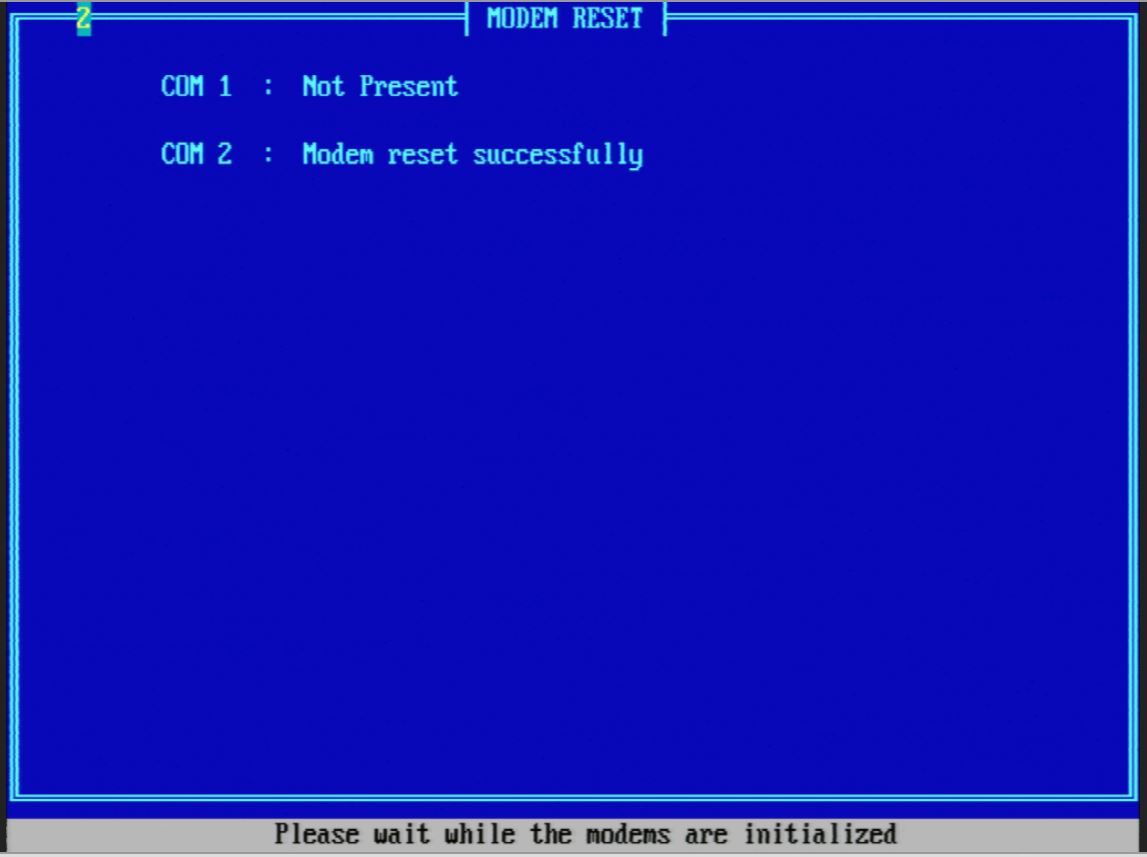 2
MODEM RESET
COM 1 : Not Present
COM 2 : Modem reset successfully
Please wait while the modems are initialized